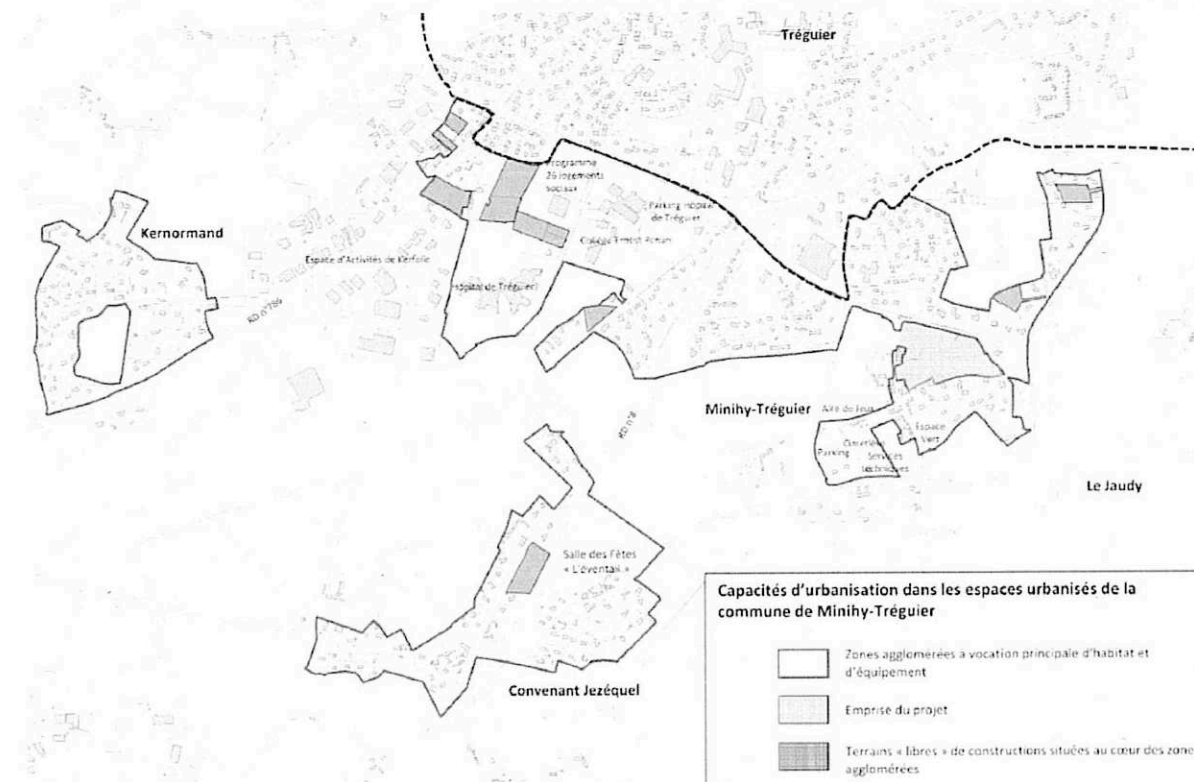 Tréguier
Programme
26 logements
sociaux
Parking Hôpital
de Tréguier
Kernormand
Collège Ernest Renan
Espace d'Activités de Kerfolic
Hôpital de Tréguier
RD n°786
Minihy-Tréguier
Aire de Jeux
RD n°8
Espace
Vert
Cimetière
Parking
Services
techniques
Le Jaudy
Salle des Fêtes
« L'éventail »
Convenant Jezéquel
Capacités d'urbanisation dans les espaces urbanisés de la
commune de Minihy-Tréguier
Zones agglomérées à vocation principale d'habitat et
d'équipement
Emprise du projet
Terrains « libres » de constructions situées au cœur des zone
agglomérées